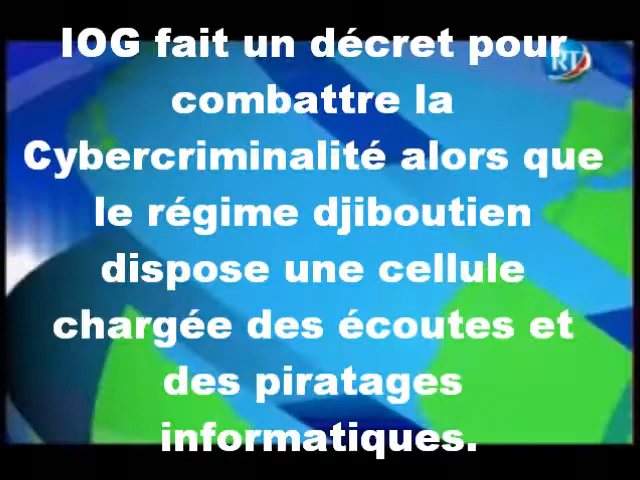 IOG fait un décret pour
RT
combattre la
Cybercriminalité alors que
le régime djiboutien
dispose une cellule
chargée des écoutes et
des piratages
informatiques.